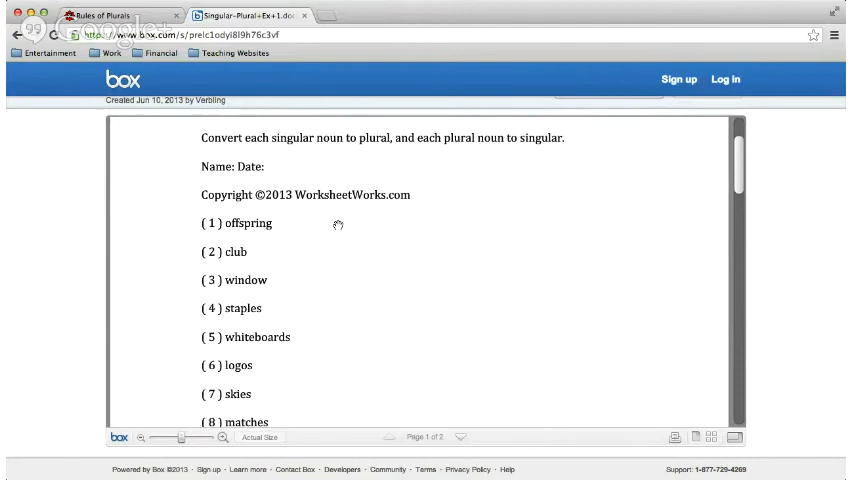 Rules of Plurals
Singular-Plural+Ex+1.doc
Google+
https://www.box.com/s/prelc1odyi8l9h76c3vf
Entertainment Work Financial Teaching Websites
box Sign up Log In
Created Jun 10, 2013 by Verbling
Convert each singular noun to plural, and each plural noun to singular.
Name: Date:
Copyright ©2013 WorksheetWorks.com
( 1 ) offspring
( 2 ) club
( 3 ) window
( 4 ) staples
( 5 ) whiteboards
( 6 ) logos
( 7 ) skies
( 8 ) matches
box Actual Size Page 1 of 2
Powered by Box ©2013 · Sign up · Learn more · Contact Box · Developers · Community · Terms · Privacy Policy · Help Support: 1-877-729-4269